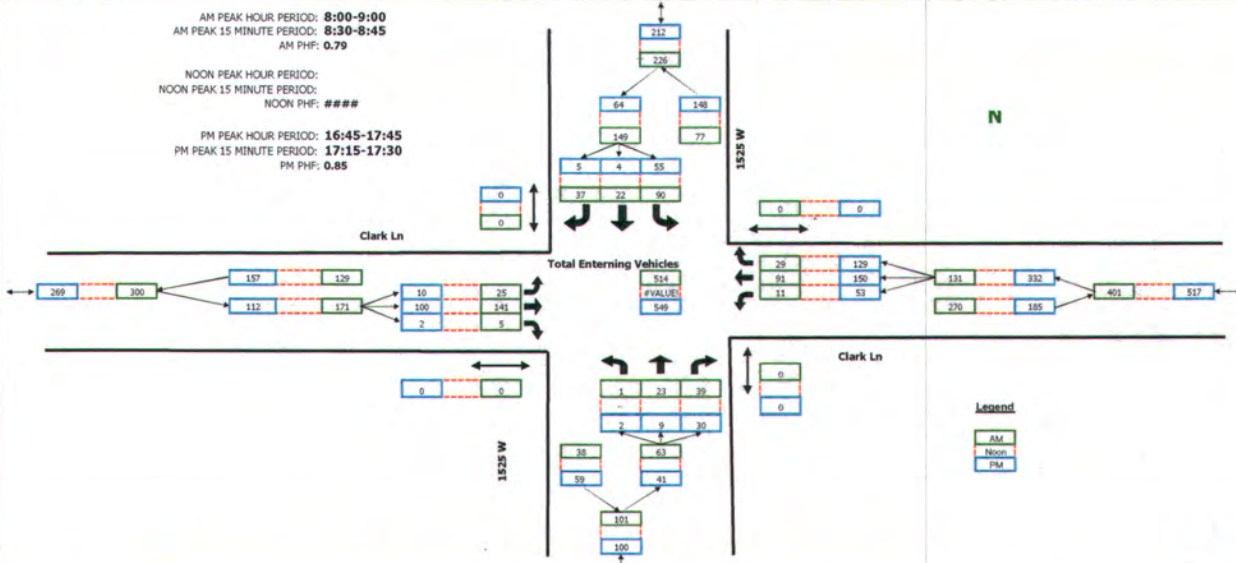 AM PEAK HOUR PERIOD: 8:00-9:00
AM PEAK 15 MINUTE PERIOD: 8:30-8:45
AM PHF: 0.79
NOON PEAK HOUR PERIOD:
NOON PEAK 15 MINUTE PERIOD:
NOON PHF: ####
PM PEAK HOUR PERIOD: 16:45-17:45
PM PEAK 15 MINUTE PERIOD: 17:15-17:30
PM PHF: 0.85
212
226
64 148
149 77
5 4 55
37 22 90
1525 W
N
0
0
0 0
Clark Ln
Total Enterning Vehicles
514
#VALUE!
549
157 129
269 300
112 171
10 25
100 141
2 5
29 129
91 150
11 53
131 332
270 185
401 517
Clark Ln
0 0
0
0
1 23 39
2 9 30
38 63
59 41
101
100
1525 W
Legend
AM
Noon
PM